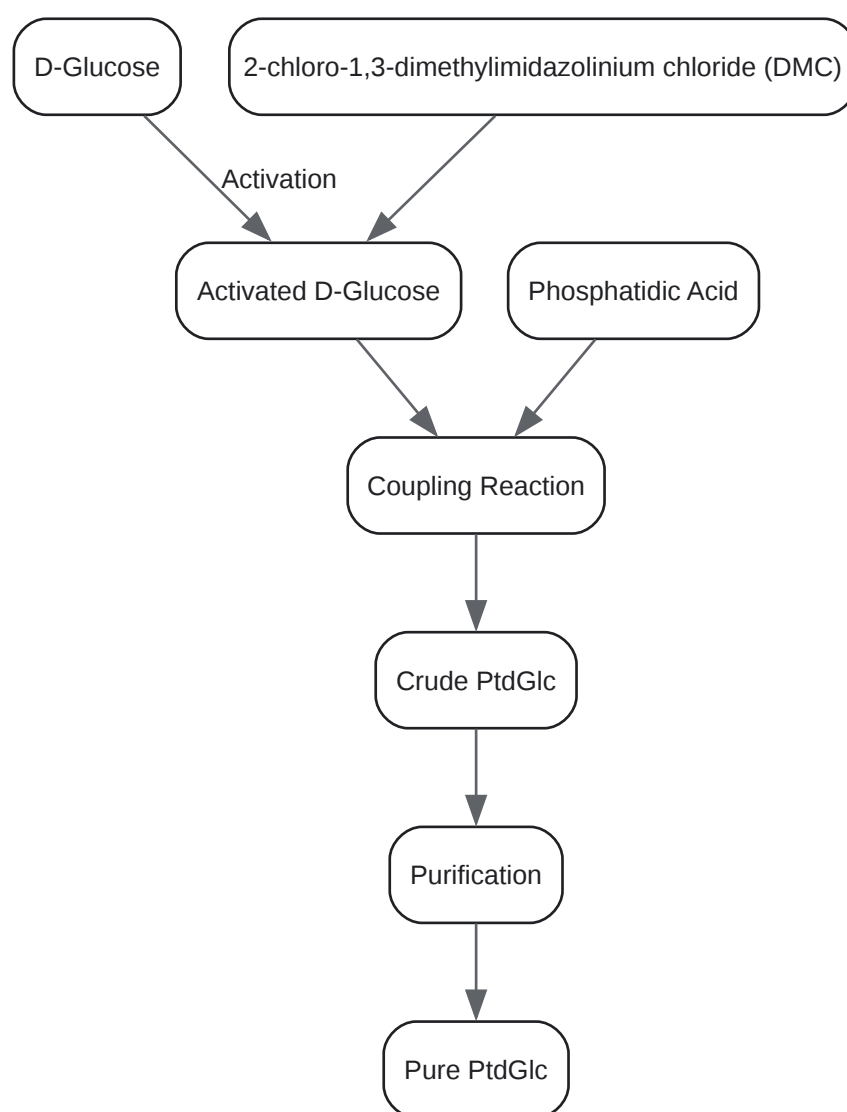 D-Glucose
2-chloro-1,3-dimethylimidazolinium chloride (DMC)
Activation
Activated D-Glucose
Phosphatidic Acid
Coupling Reaction
Crude PtdGlc
Purification
Pure PtdGlc